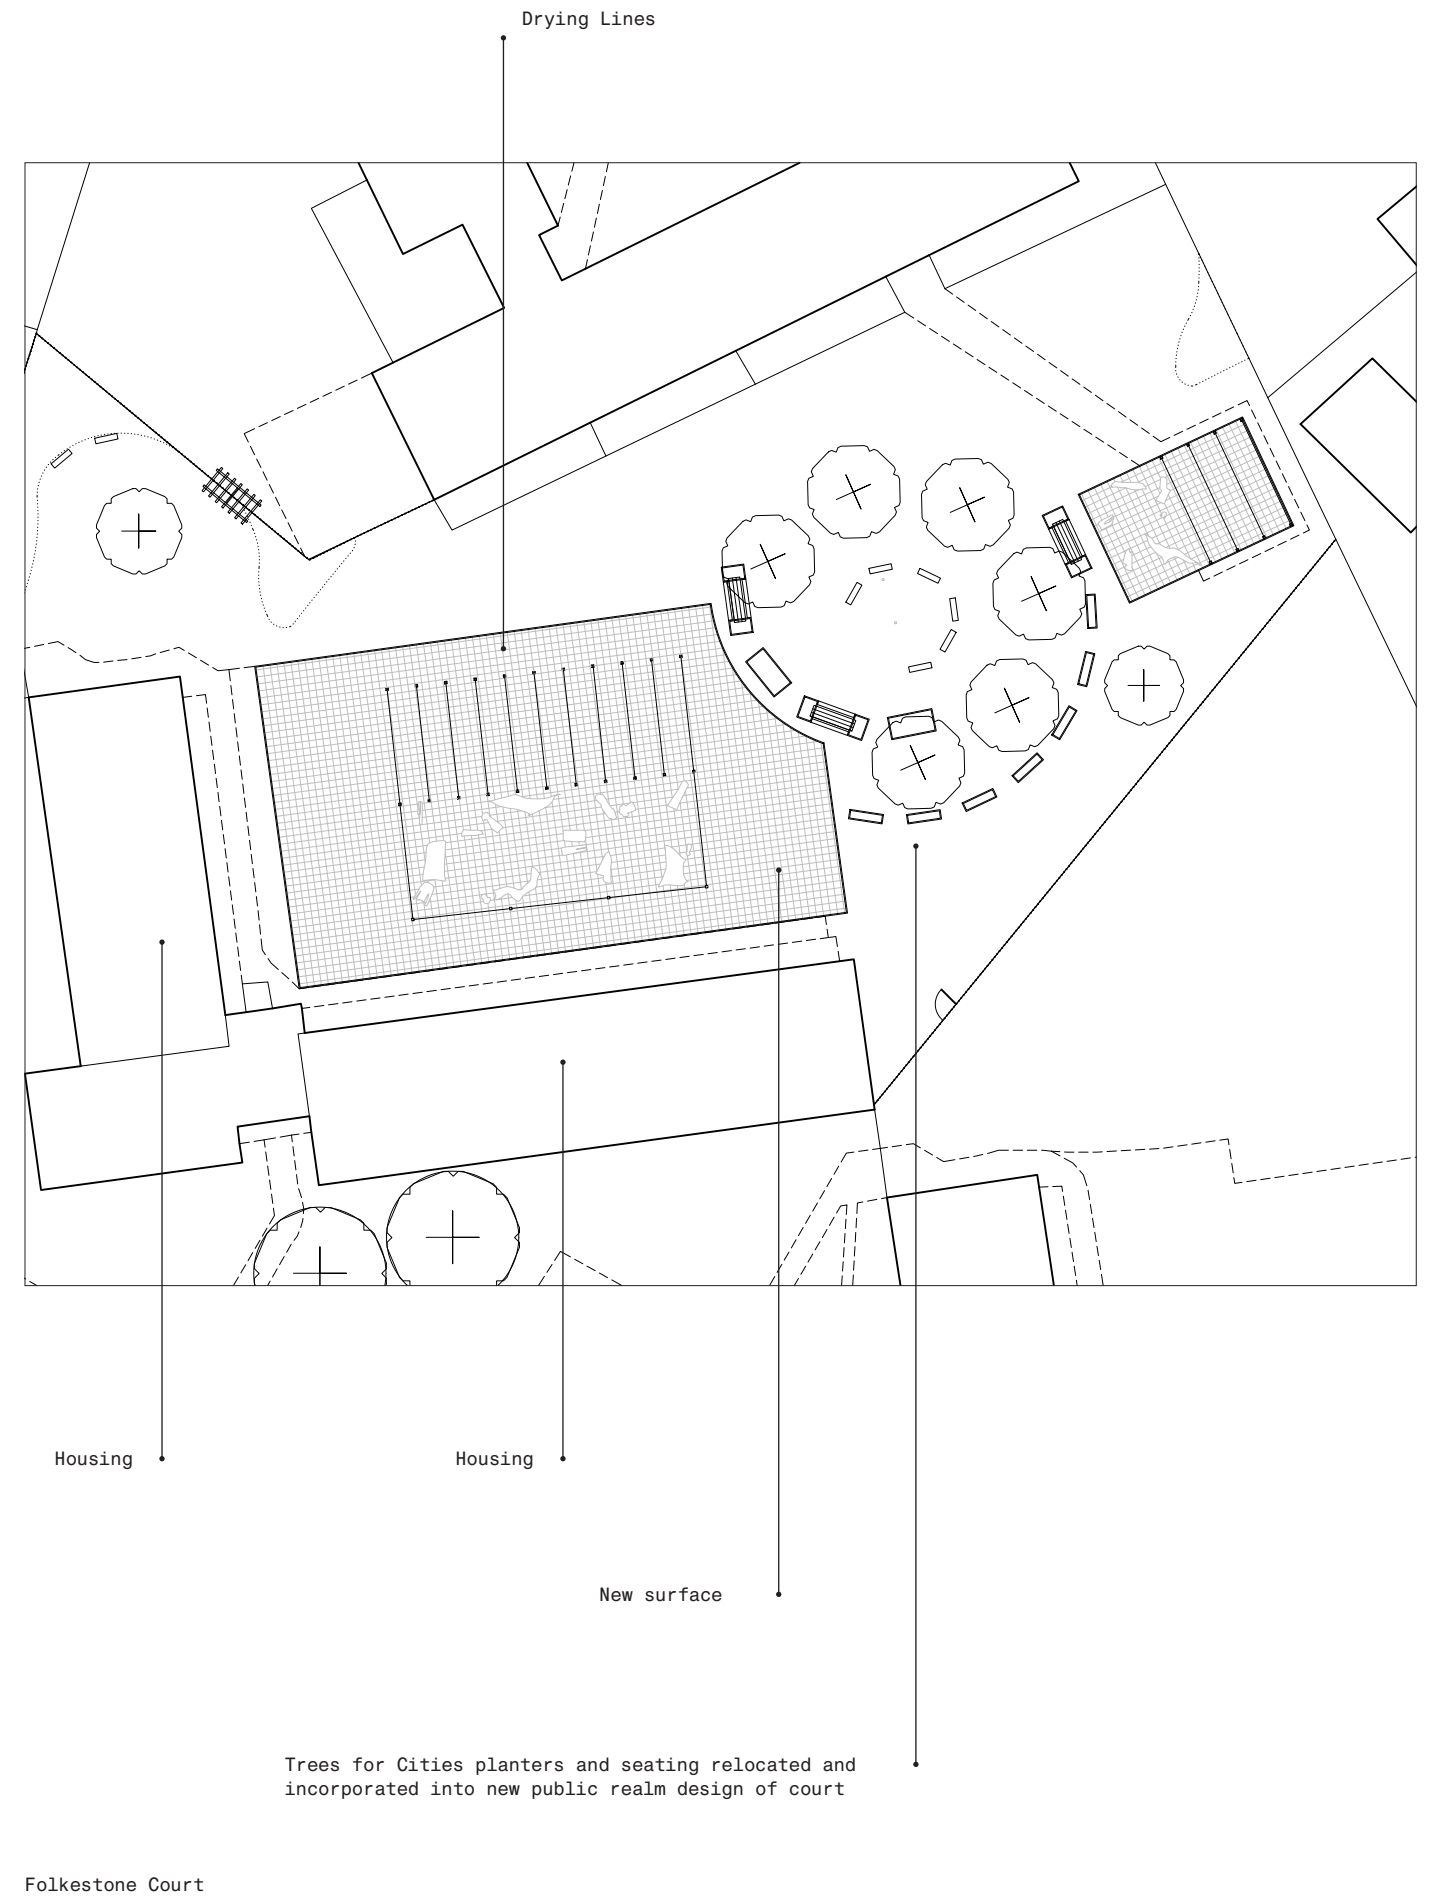 Drying Lines
Housing
Housing
New surface
Trees for Cities planters and seating relocated and
incorporated into new public realm design of court
Folkestone Court